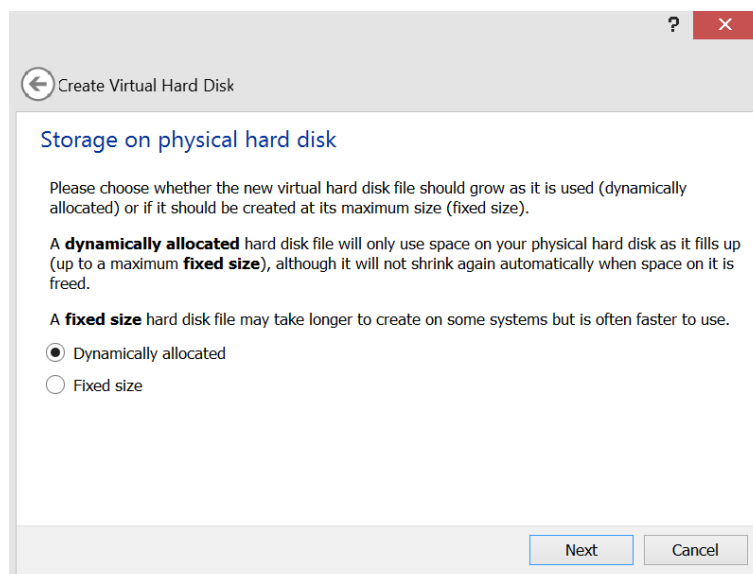 ?
Create Virtual Hard Disk
Storage on physical hard disk
Please choose whether the new virtual hard disk file should grow as it is used (dynamically
allocated) or if it should be created at its maximum size (fixed size).
A dynamically allocated hard disk file will only use space on your physical hard disk as it fills up
(up to a maximum fixed size), although it will not shrink again automatically when space on it is
freed.
A fixed size hard disk file may take longer to create on some systems but is often faster to use.
Dynamically allocated
Fixed size
Next Cancel